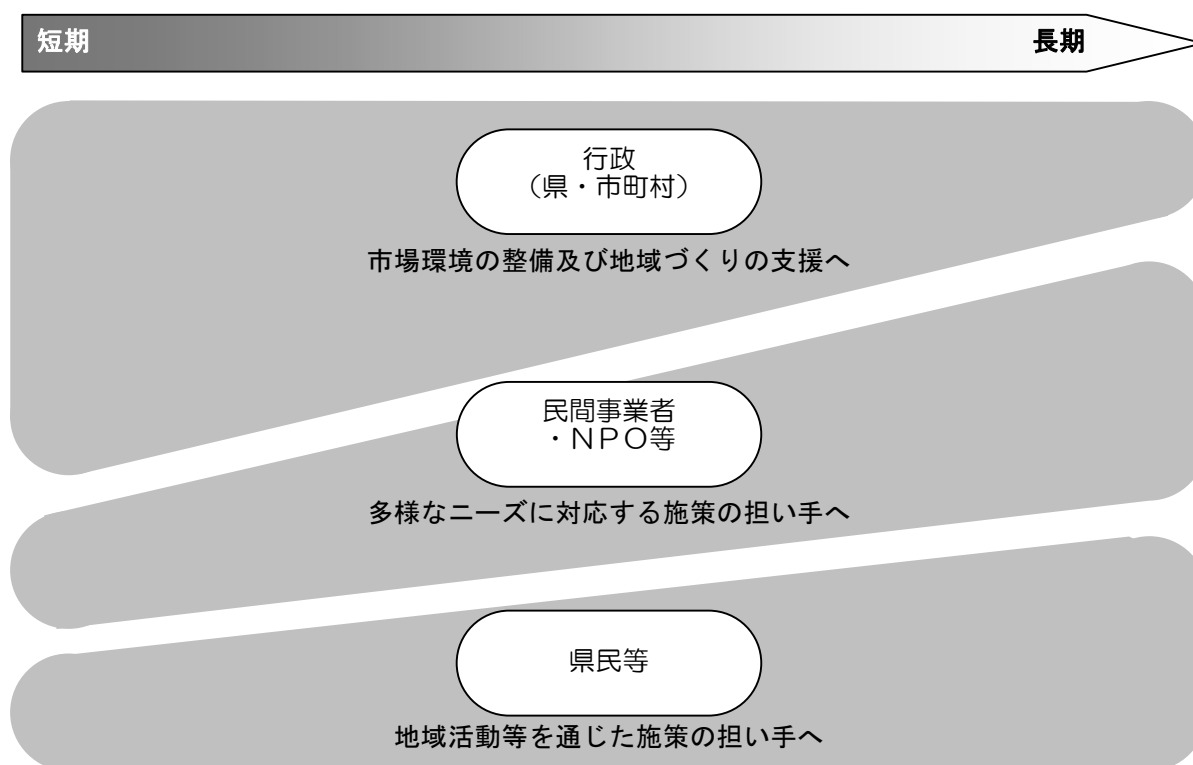 短期
長期
行政
（県・市町村）
市場環境の整備及び地域づくりの支援へ
民間事業者
・ＮＰＯ等
多様なニーズに対応する施策の担い手へ
県民等
地域活動等を通じた施策の担い手へ